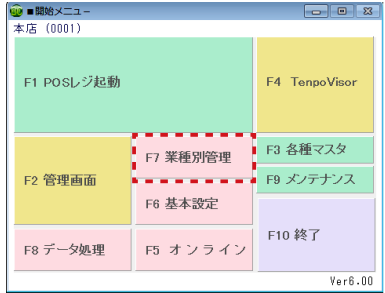 ■開始メニュー
本店 (0001)
F1 POSレジ起動
F4 TenpoVisor
F7 業種別管理
F3 各種マスタ
F2 管理画面
F9 メンテナンス
F6 基本設定
F10 終了
F8 データ処理
F5 オンライン
Ver6.00